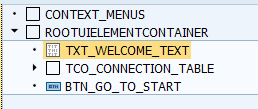 CONTEXT_MENUS
ROOTUIELEMENTCONTAINER
TXT_WELCOME_TEXT
TCO_CONNECTION_TABLE
BTN_GO_TO_START